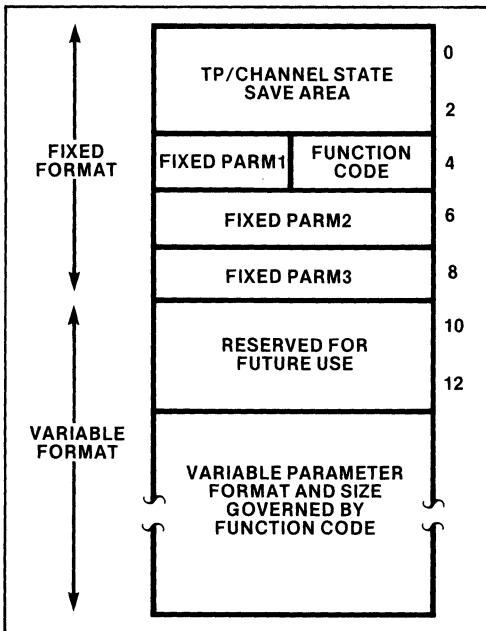 0
TP/CHANNEL STATE
SAVE AREA
2
FIXED
FORMAT
FIXED PARM1
FUNCTION
CODE
4
FIXED PARM2
6
FIXED PARM3
8
10
RESERVED FOR
FUTURE USE
12
VARIABLE
FORMAT
VARIABLE PARAMETER
FORMAT AND SIZE
GOVERNED BY
FUNCTION CODE